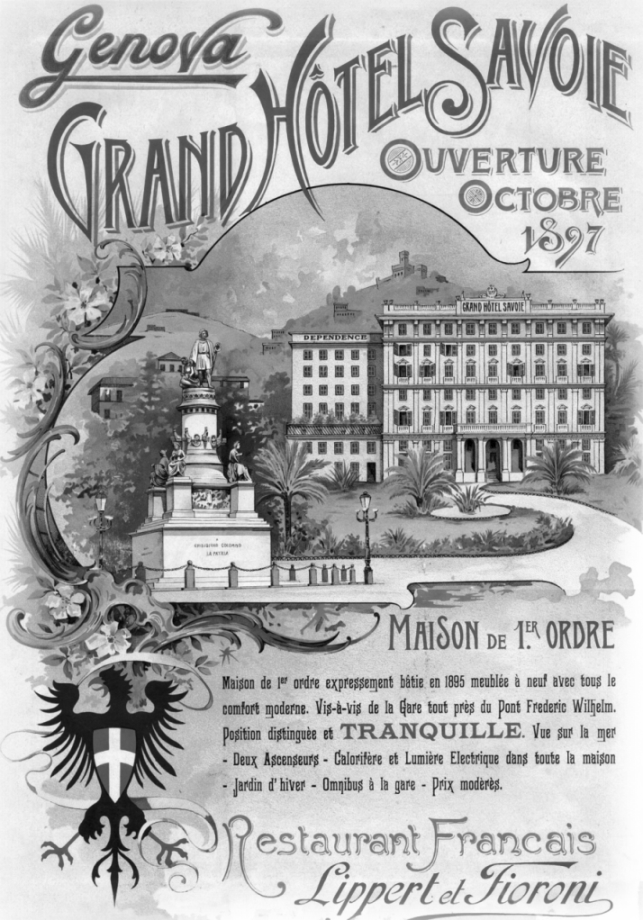 Genova
GRAND HÔTEL SAVOIE
OUVERTURE
OCTOBRE
1897
GRAND HÔTEL SAVOIE
DEPENDENCE
A
CRISTOFORO COLOMBO
LA PATRIA
MAISON DE 1.ER ORDRE
Maison de 1er ordre expressement bâtie en 1895 meublée à neuf avec tous le
comfort moderne. Vis-à-vis de la Gare tout près du Pont Frederic Wilhelm.
Position distinguèe et TRANQUILLE. Vue sur la mer
- Deux Ascenseurs - Calorifère et Lumière Electrique dans toute la maison
- Jardin d'hiver - Omnibus à la gare - Prix modèrès.
Restaurant Francais
Lippert et Fioroni